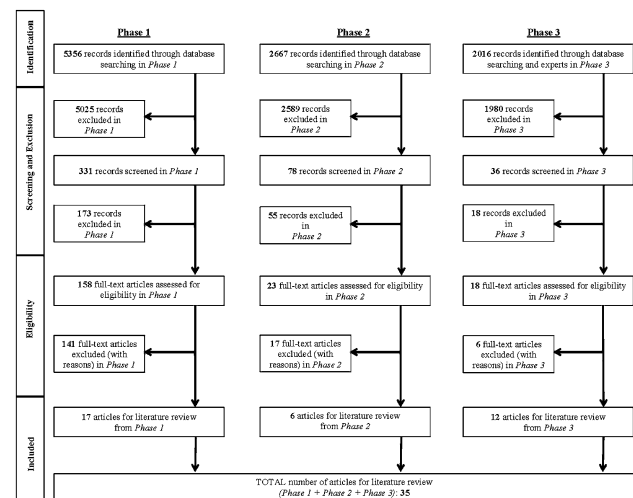 Phase 1
Phase 2
Phase 3
Identification
5356 records identified through database
searching in Phase 1
2667 records identified through database
searching in Phase 2
2016 records identified through database
searching and experts in Phase 3
Screening and Exclusion
5025 records
excluded in
Phase 1
2589 records
excluded in
Phase 2
1980 records
excluded in
Phase 3
331 records screened in Phase 1
78 records screened in Phase 2
36 records screened in Phase 3
173 records
excluded in
Phase 1
55 records excluded
in
Phase 2
18 records excluded
in
Phase 3
Eligibility
158 full-text articles assessed for
eligibility in Phase 1
23 full-text articles assessed for eligibility
in Phase 2
18 full-text articles assessed for eligibility
in Phase 3
141 full-text articles
excluded (with
reasons) in Phase 1
17 full-text articles
excluded (with
reasons) in Phase 2
6 full-text articles
excluded (with
reasons) in Phase 3
Included
17 articles for literature review
from Phase 1
6 articles for literature review
from Phase 2
12 articles for literature review
from Phase 3
TOTAL number of articles for literature review
(Phase 1 + Phase 2 + Phase 3): 35